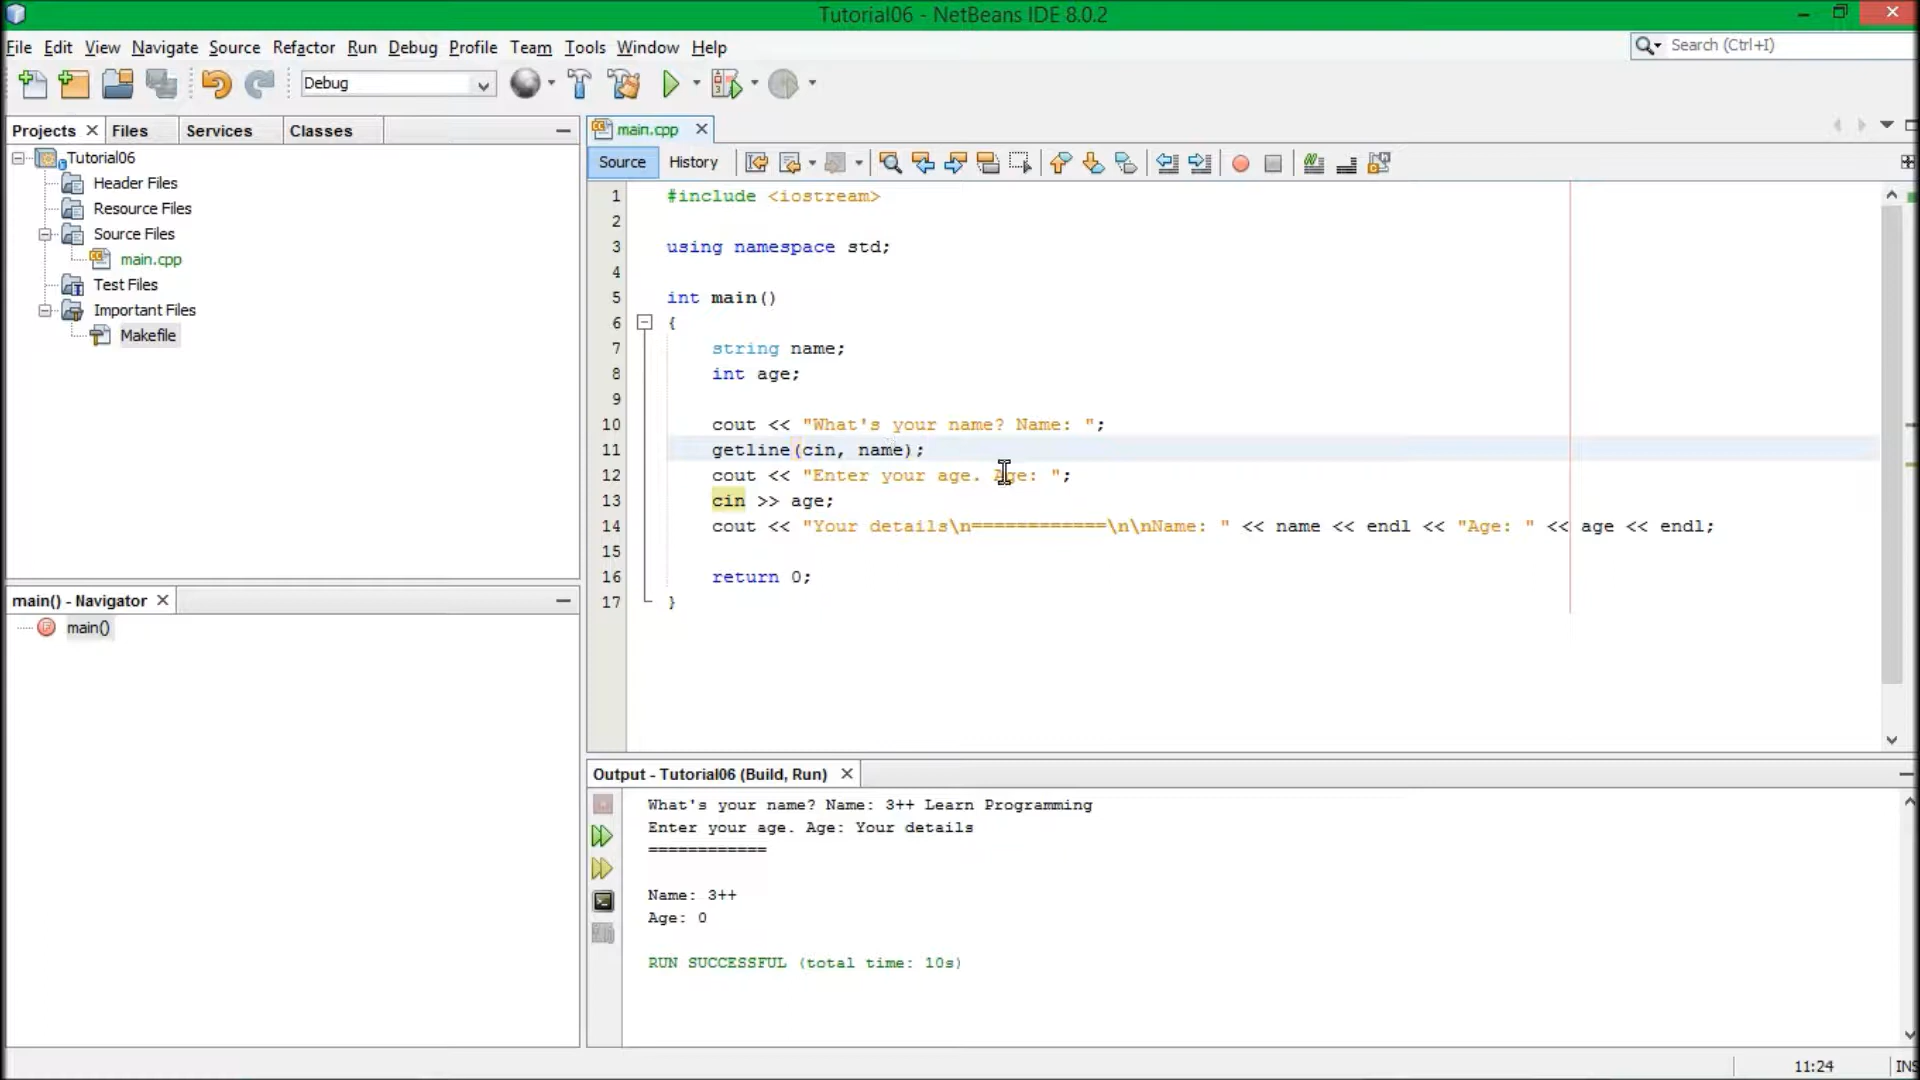 Tutorial06 - NetBeans IDE 8.0.2
File Edit View Navigate Source Refactor Run Debug Profile Team Tools Window Help
Search (Ctrl+I)
Debug
Projects Files Services Classes
Tutorial06
Header Files
Resource Files
Source Files
main.cpp
Test Files
Important Files
Makefile
main() - Navigator
main()
main.cpp
Source History
1 #include <iostream>
2
3 using namespace std;
4
5 int main()
6 {
7 string name;
8 int age;
9
10 cout << "What's your name? Name: ";
11 getline(cin, name);
12 cout << "Enter your age. Age: ";
13 cin >> age;
14 cout << "Your details\n============\n\nName: " << name << endl << "Age: " << age << endl;
15
16 return 0;
17 }
Output - Tutorial06 (Build, Run)
What's your name? Name: 3++ Learn Programming
Enter your age. Age: Your details
============
Name: 3++
Age: 0
RUN SUCCESSFUL (total time: 10s)
11:24 INS